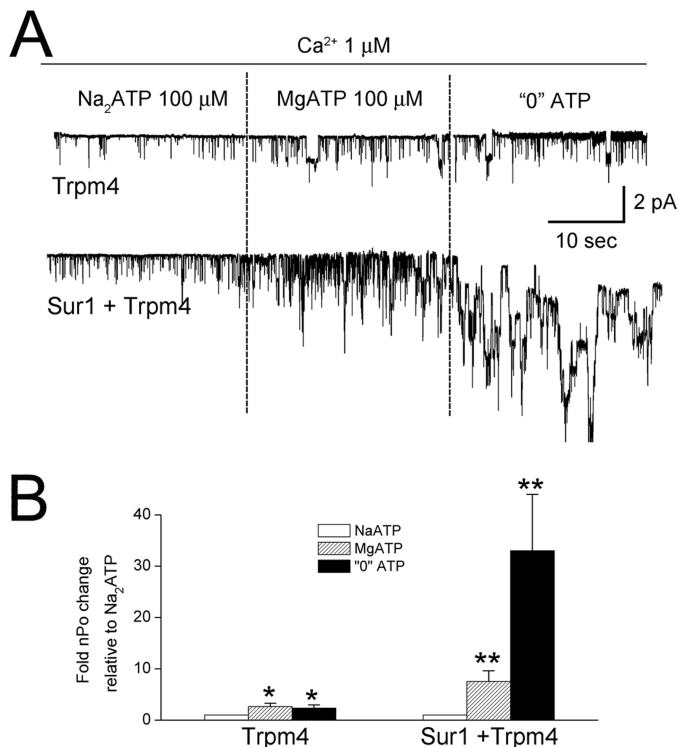 A
Ca²⁺ 1 μM
Na₂ATP 100 μM MgATP 100 μM “0” ATP
Trpm4
2 pA
10 sec
Sur1 + Trpm4
B
Fold nPo change
relative to Na₂ATP
40
30
20
10
0
NaATP
MgATP
"0" ATP
* * ** **
Trpm4 Sur1 +Trpm4